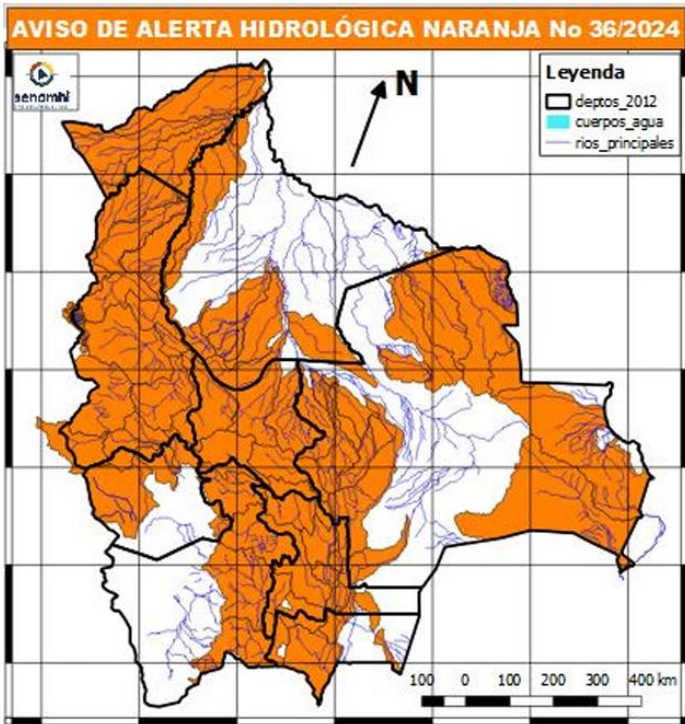 AVISO DE ALERTA HIDROLÓGICA NARANJA No 36/2024
senamhi
N
Leyenda
deptos_2012
cuerpos_agua
rios_principales
100 0 100 200 300 400 km